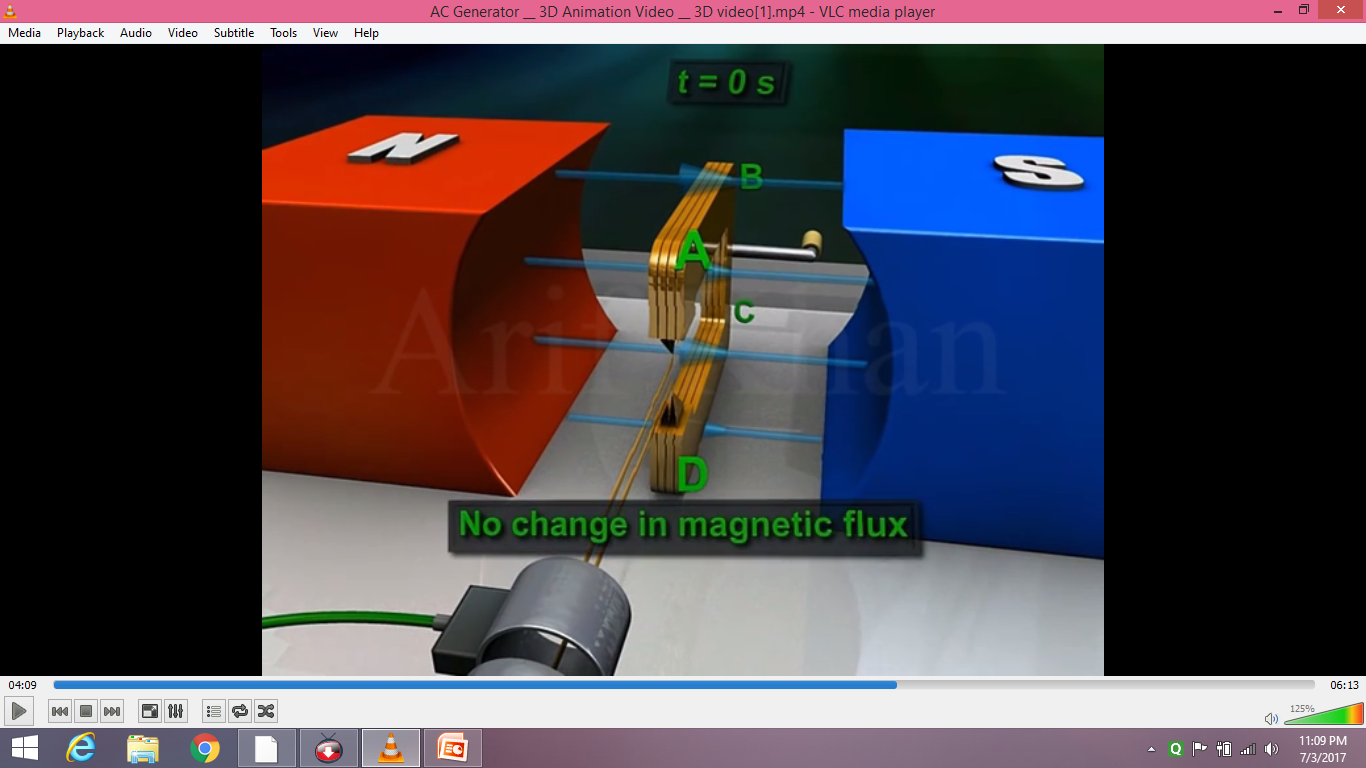 AC Generator __ 3D Animation Video __ 3D video[1].mp4 - VLC media player
Media Playback Audio Video Subtitle Tools View Help
t = 0 s
N
S
B
A
C
Arif Khan
D
No change in magnetic flux
04:09
06:13
125%
11:09 PM
7/3/2017